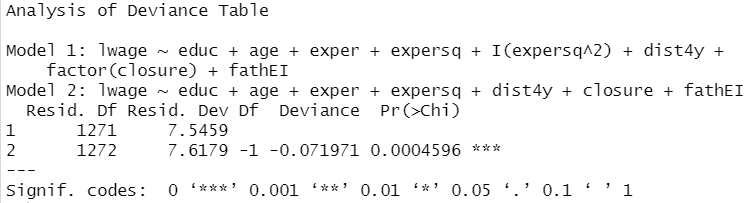 Analysis of Deviance Table
Model 1: lwage ~ educ + age + exper + expersq + I(expersq^2) + dist4y +
factor(closure) + fathEI
Model 2: lwage ~ educ + age + exper + expersq + dist4y + closure + fathEI
Resid. Df Resid. Dev Df Deviance Pr(>Chi)
1 1271 7.5459
2 1272 7.6179 -1 -0.071971 0.0004596 ***
---
Signif. codes: 0 ‘***’ 0.001 ‘**’ 0.01 ‘*’ 0.05 ‘.’ 0.1 ‘ ’ 1